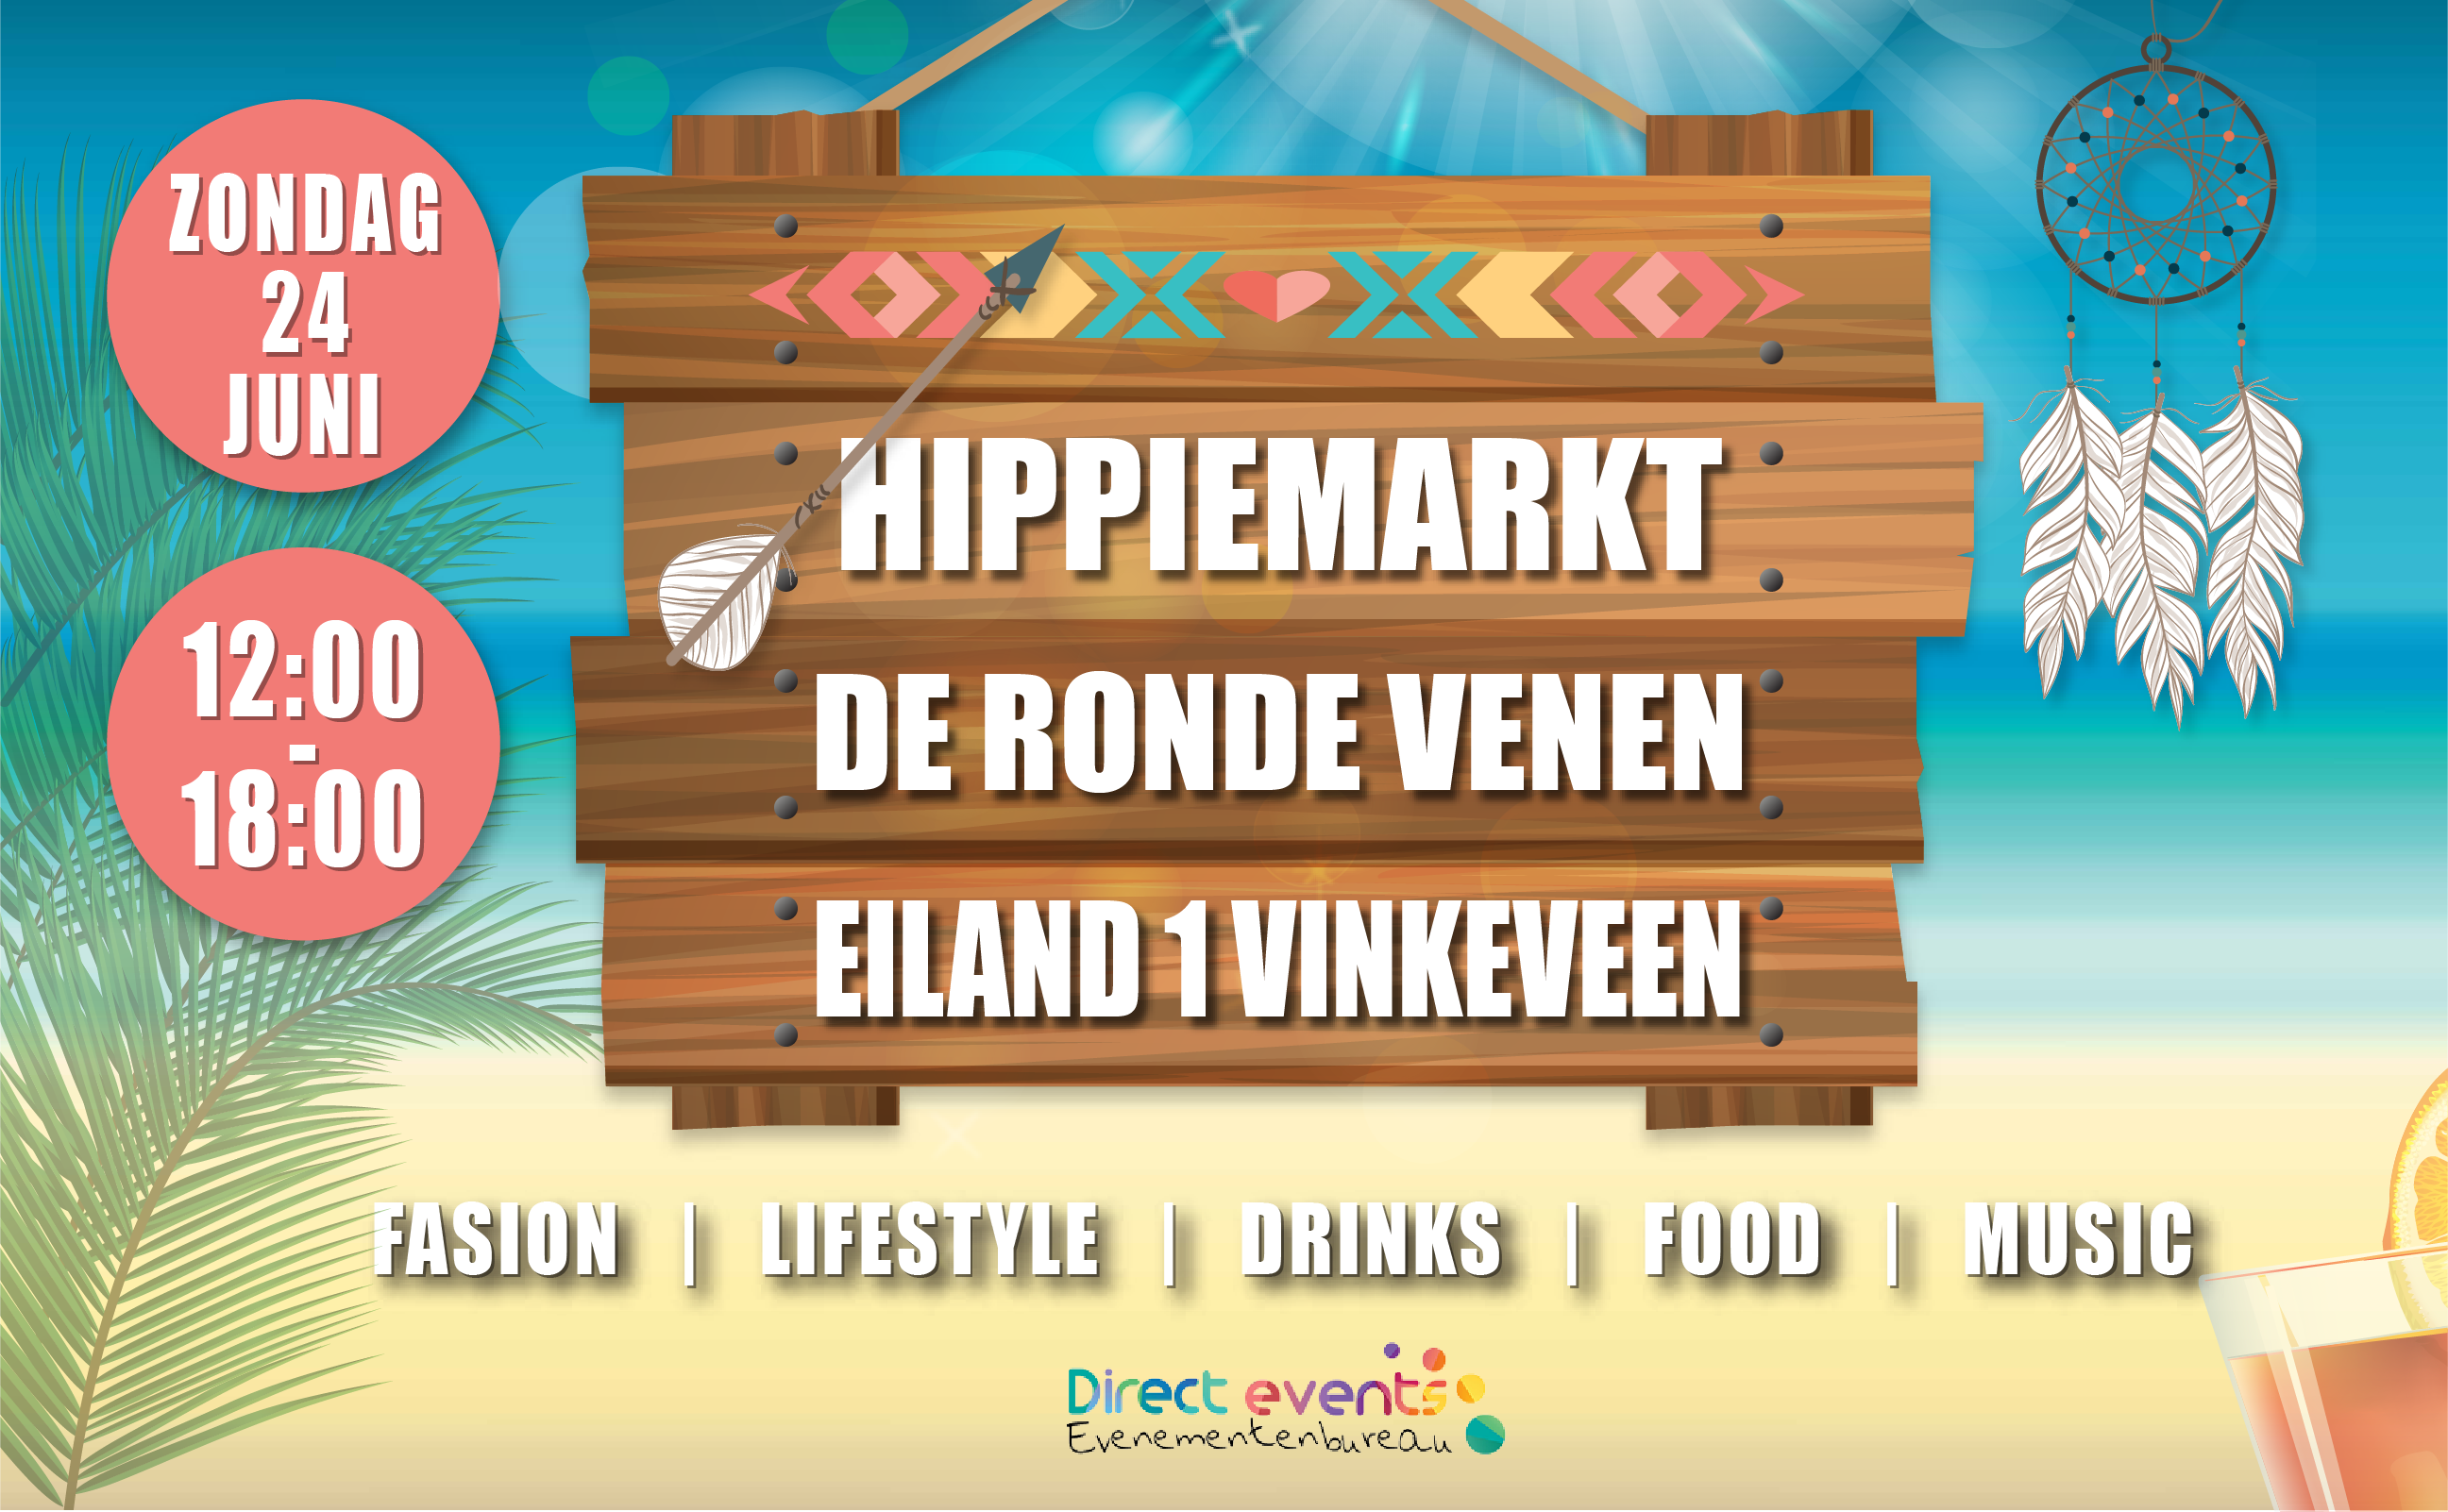 ZONDAG
24
JUNI
12:00
-
18:00
HIPPIEMARKT
DE RONDE VENEN
EILAND 1 VINKEVEEN
FASION | LIFESTYLE | DRINKS | FOOD | MUSIC
Direct events
Evenementenbureau